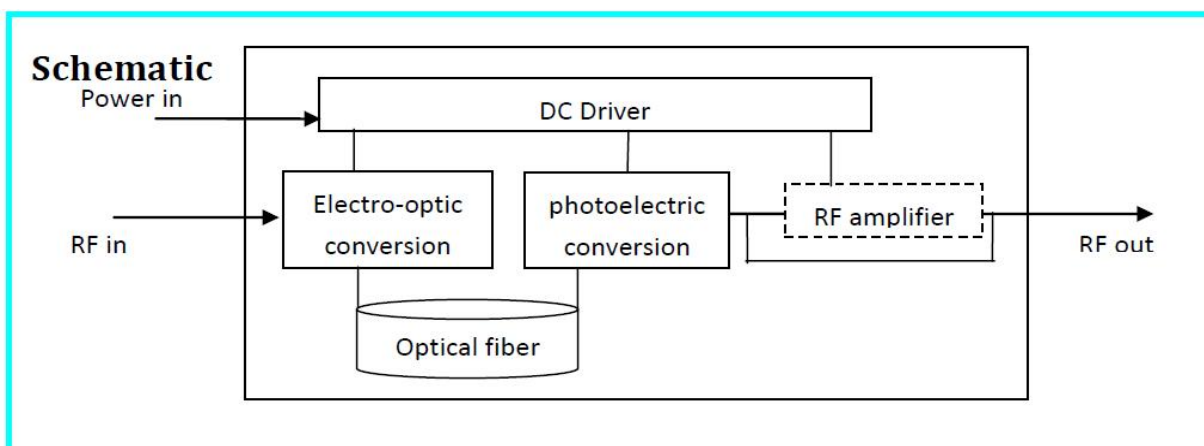 Schematic
Power in
DC Driver
Electro-optic
conversion
photoelectric
conversion
RF amplifier
RF in
RF out
Optical fiber